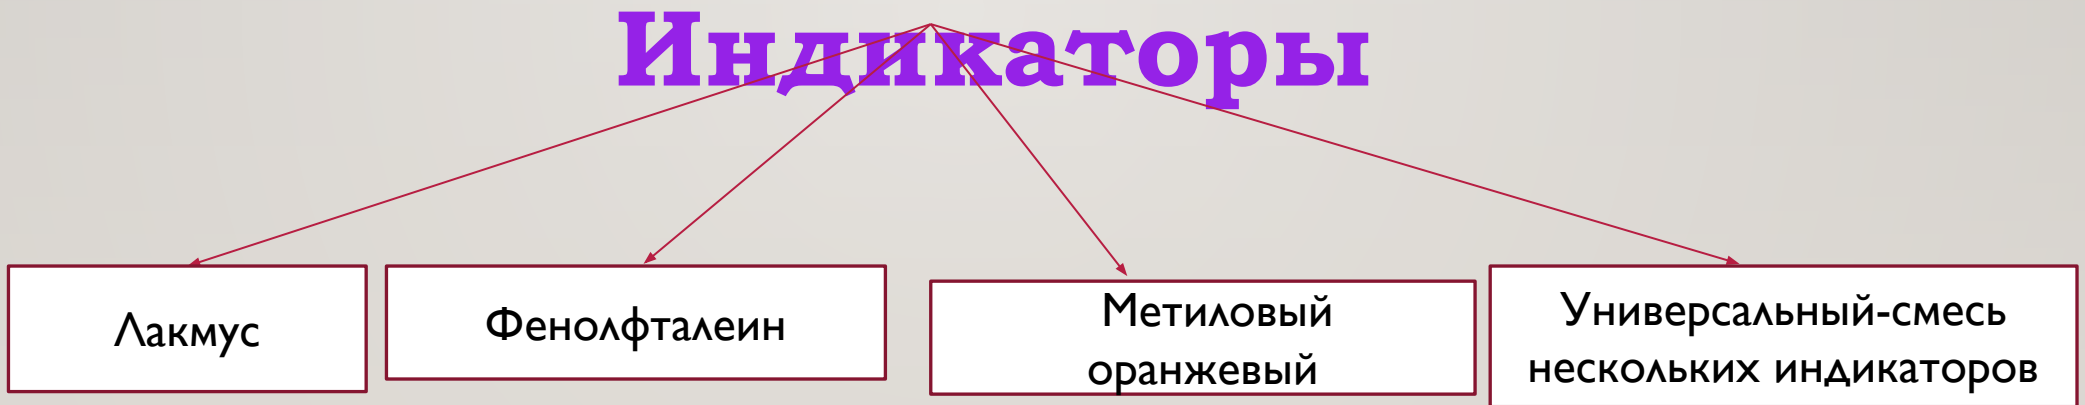 Индикаторы
Лакмус
Фенолфталеин
Метиловый
оранжевый
Универсальный-смесь
нескольких индикаторов